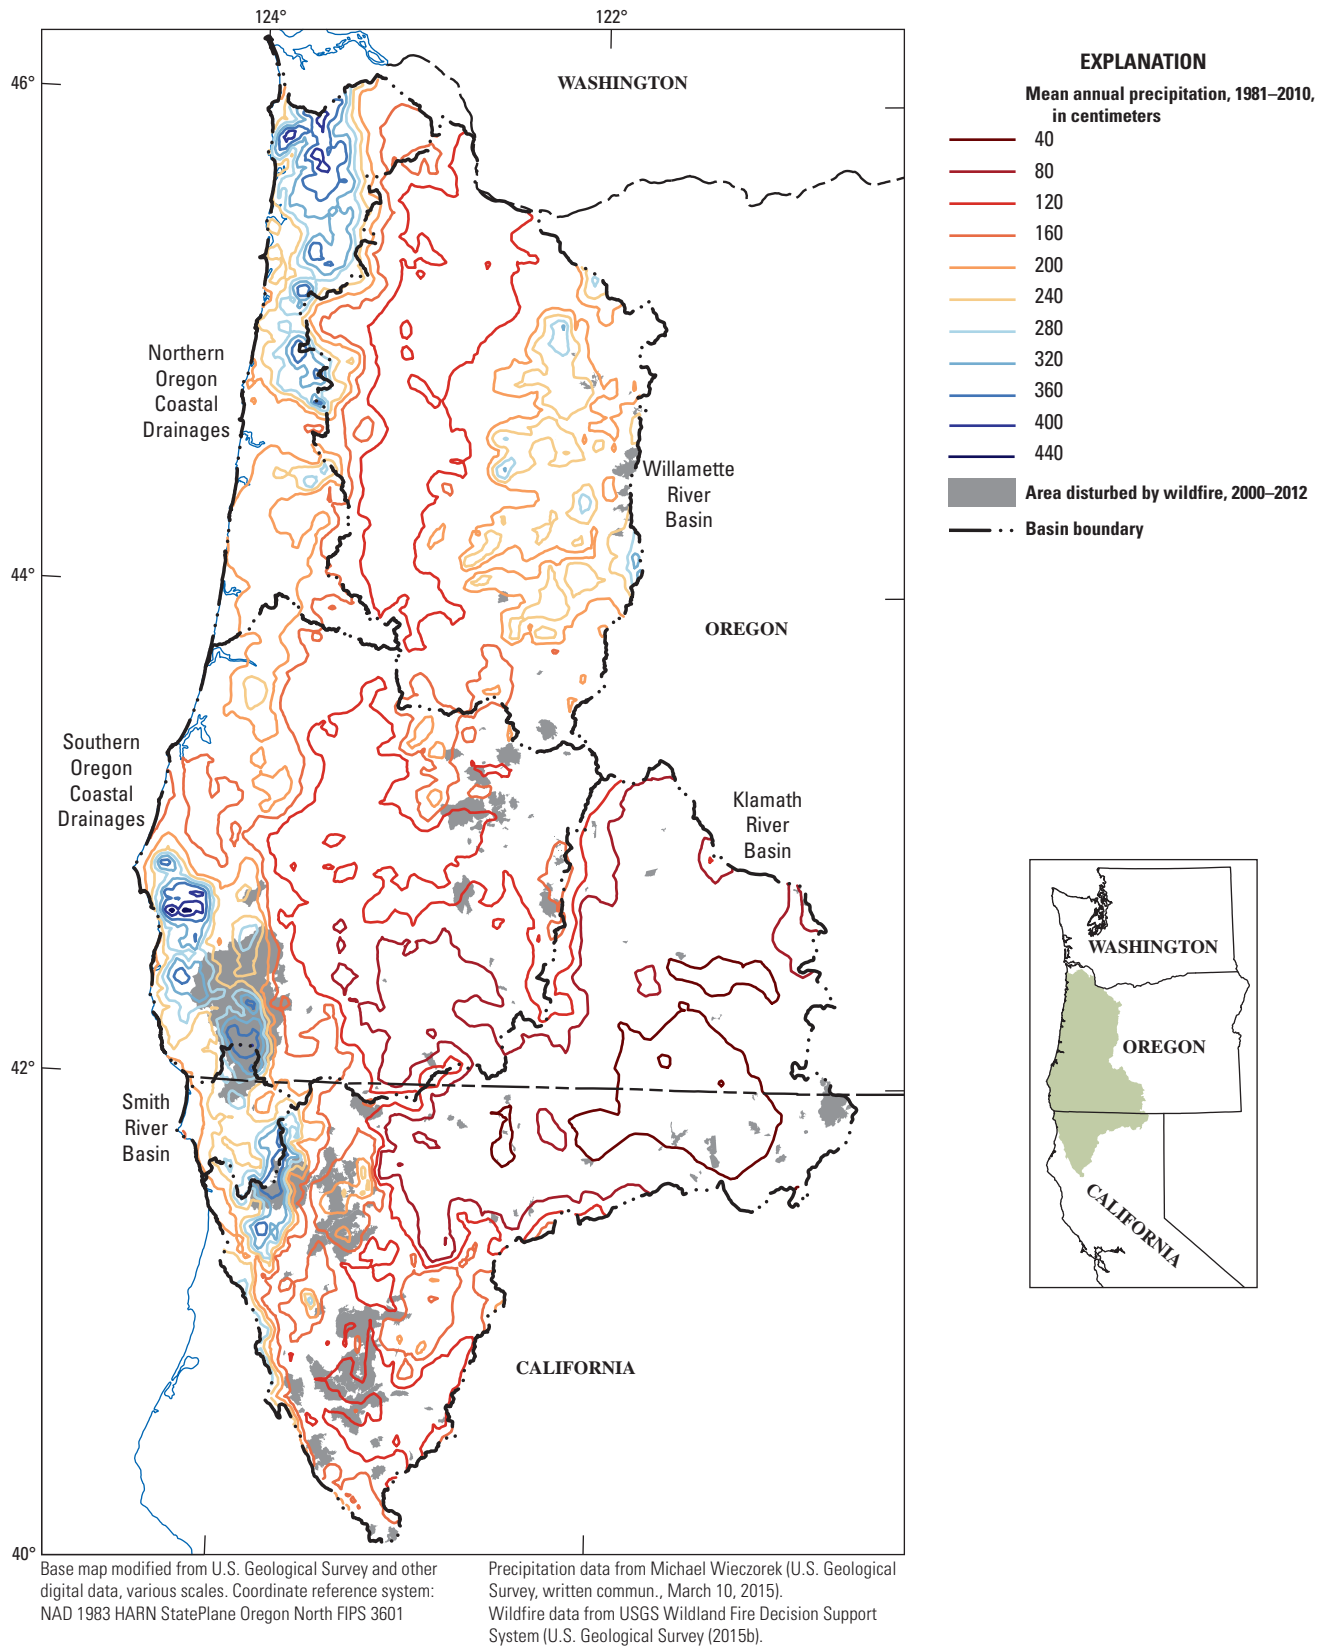 124°
122°
46°
44°
42°
40°
WASHINGTON
OREGON
CALIFORNIA
Northern
Oregon
Coastal
Drainages
Willamette
River
Basin
Southern
Oregon
Coastal
Drainages
Klamath
River
Basin
Smith
River
Basin
EXPLANATION
Mean annual precipitation, 1981–2010,
in centimeters
40
80
120
160
200
240
280
320
360
400
440
Area disturbed by wildfire, 2000–2012
Basin boundary
WASHINGTON
OREGON
CALIFORNIA
Base map modified from U.S. Geological Survey and other
digital data, various scales. Coordinate reference system:
NAD 1983 HARN StatePlane Oregon North FIPS 3601
Precipitation data from Michael Wieczorek (U.S. Geological
Survey, written commun., March 10, 2015).
Wildfire data from USGS Wildland Fire Decision Support
System (U.S. Geological Survey (2015b).